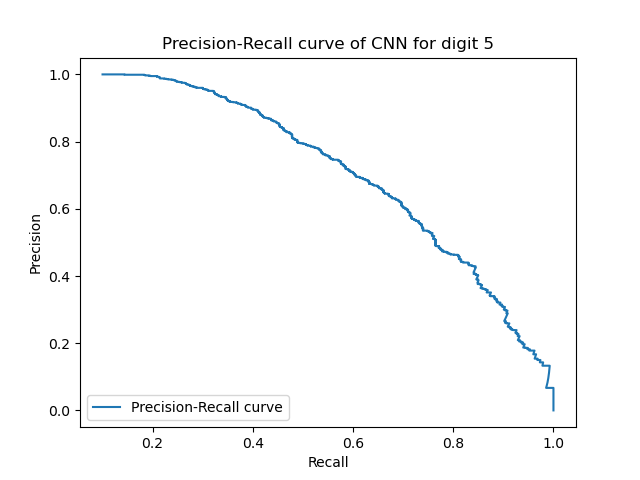 Precision-Recall curve of CNN for digit 5
1.0
0.8
0.6
0.4
0.2
0.0
Precision
Precision-Recall curve
0.2 0.4 0.6 0.8 1.0
Recall